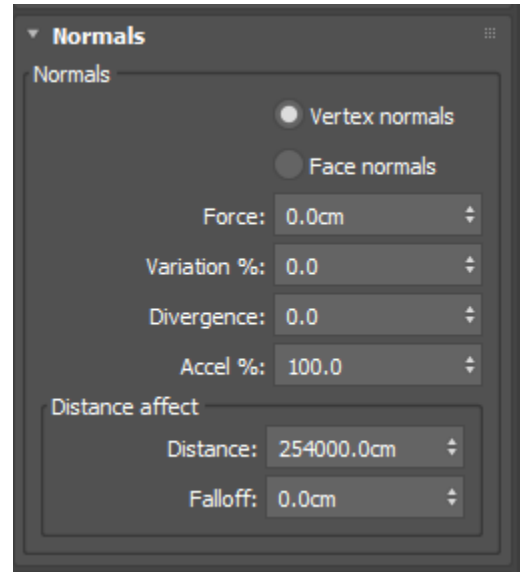 Normals
Normals
Vertex normals
Face normals
Force: 0.0cm
Variation %: 0.0
Divergence: 0.0
Accel %: 100.0
Distance affect
Distance: 254000.0cm
Falloff: 0.0cm